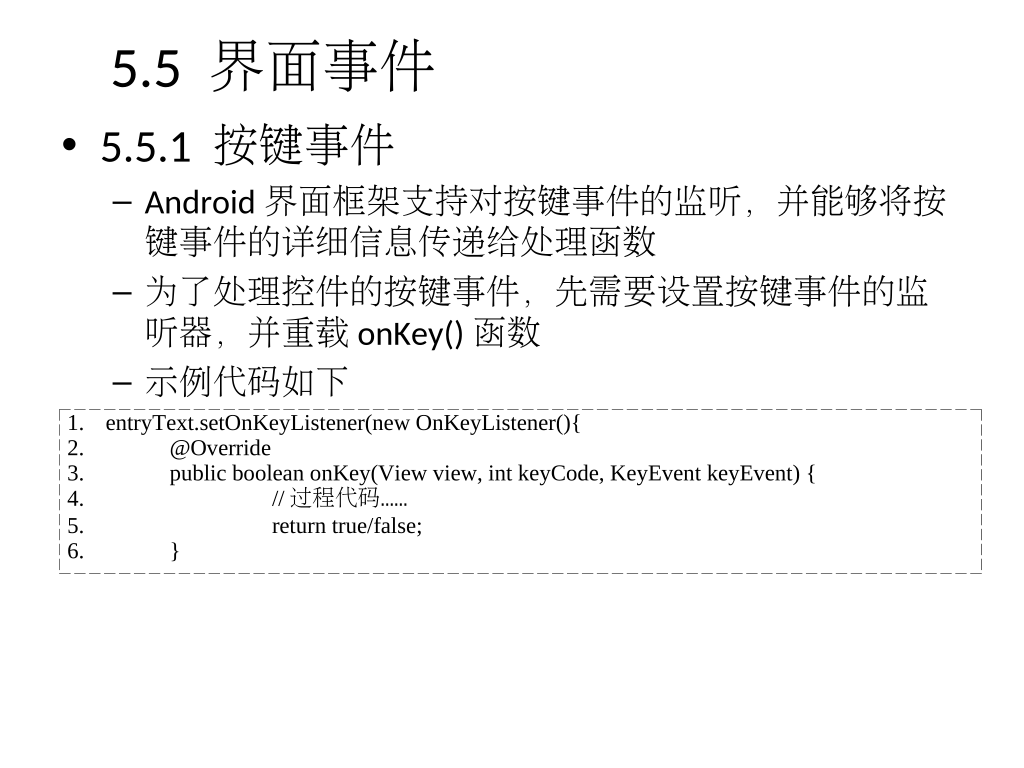 5.5 界面事件
• 5.5.1 按键事件
– Android 界面框架支持对按键事件的监听，并能够将按
键事件的详细信息传递给处理函数
– 为了处理控件的按键事件，先需要设置按键事件的监
听器，并重载 onKey() 函数
– 示例代码如下
1. entryText.setOnKeyListener(new OnKeyListener(){
2. @Override
3. public boolean onKey(View view, int keyCode, KeyEvent keyEvent) {
4. // 过程代码……
5. return true/false;
6. }